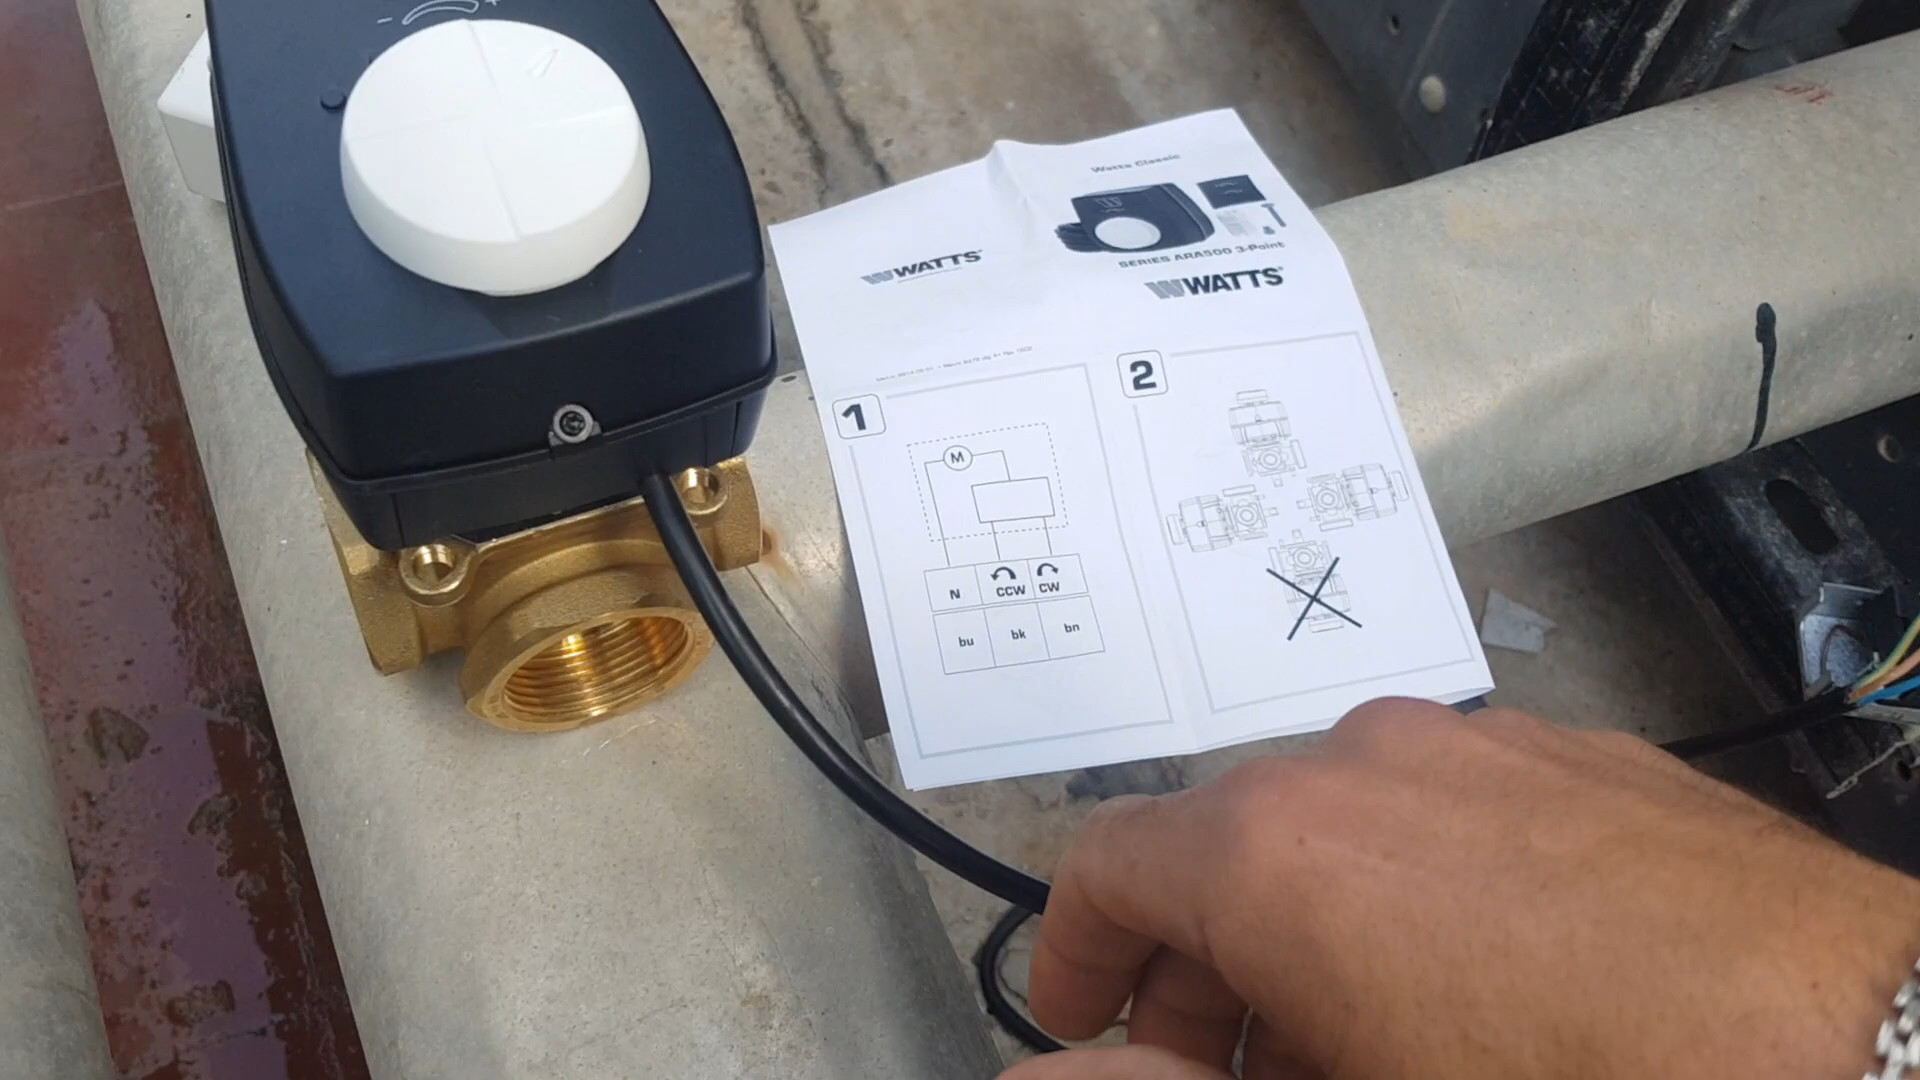 - +
Watts Classic
SERIES ARA500 3-Point
WATTS
WATTS
1
2
M
N CCW CW
bu bk bn